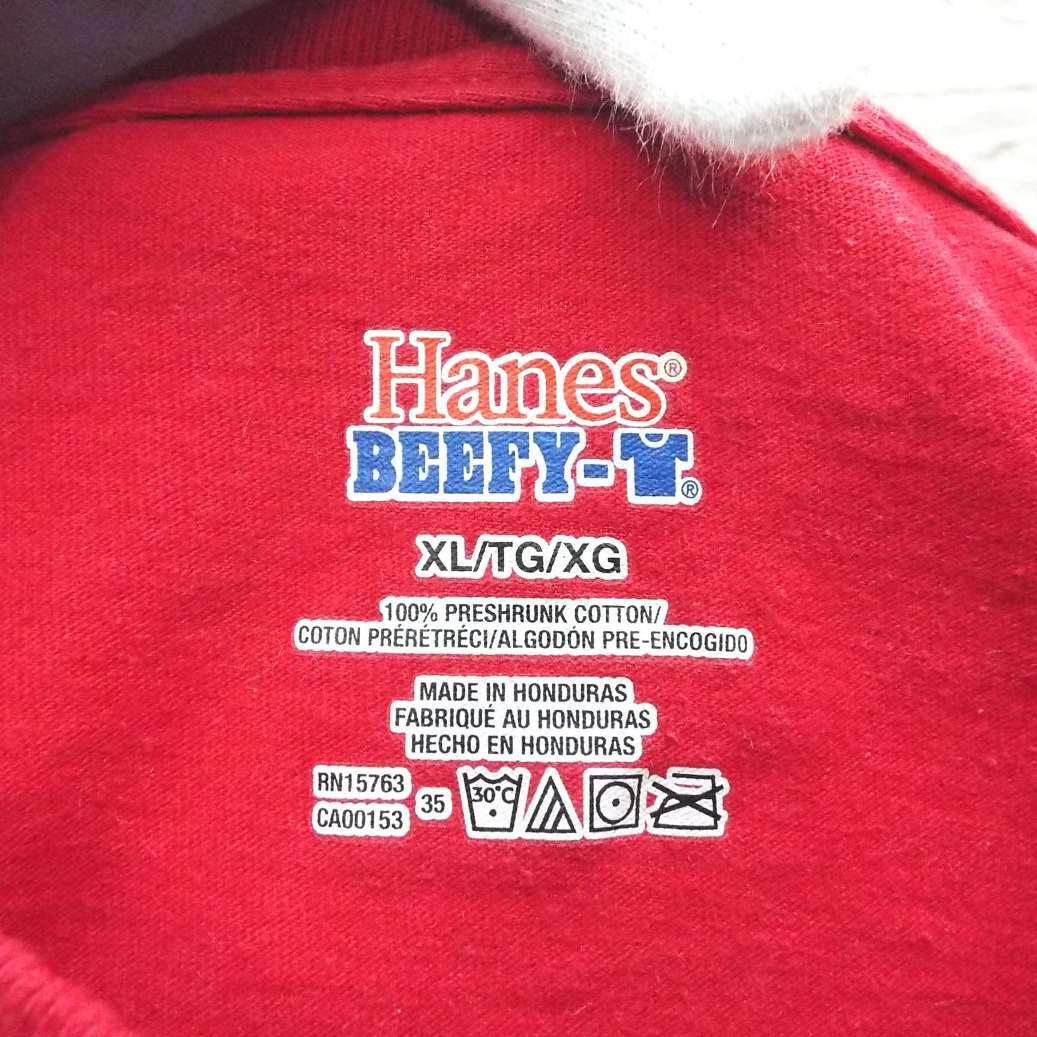 Hanes®
BEEFY-T®
XL/TG/XG
100% PRESHRUNK COTTON/
COTON PRÉRÉTRÉCI/ALGODÓN PRE-ENCOGIDO
MADE IN HONDURAS
FABRIQUÉ AU HONDURAS
HECHO EN HONDURAS
RN15763
CA00153
35
30°C